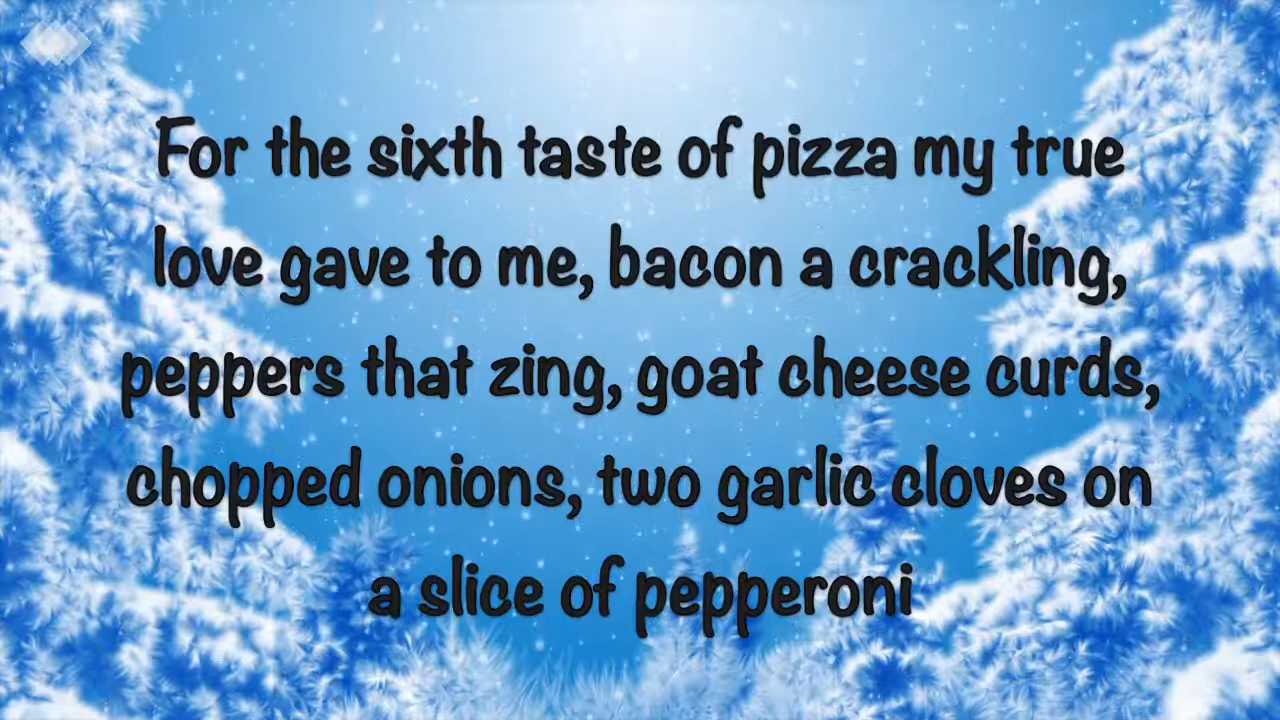 For the sixth taste of pizza my true
love gave to me, bacon a crackling,
peppers that zing, goat cheese curds,
chopped onions, two garlic cloves on
a slice of pepperoni